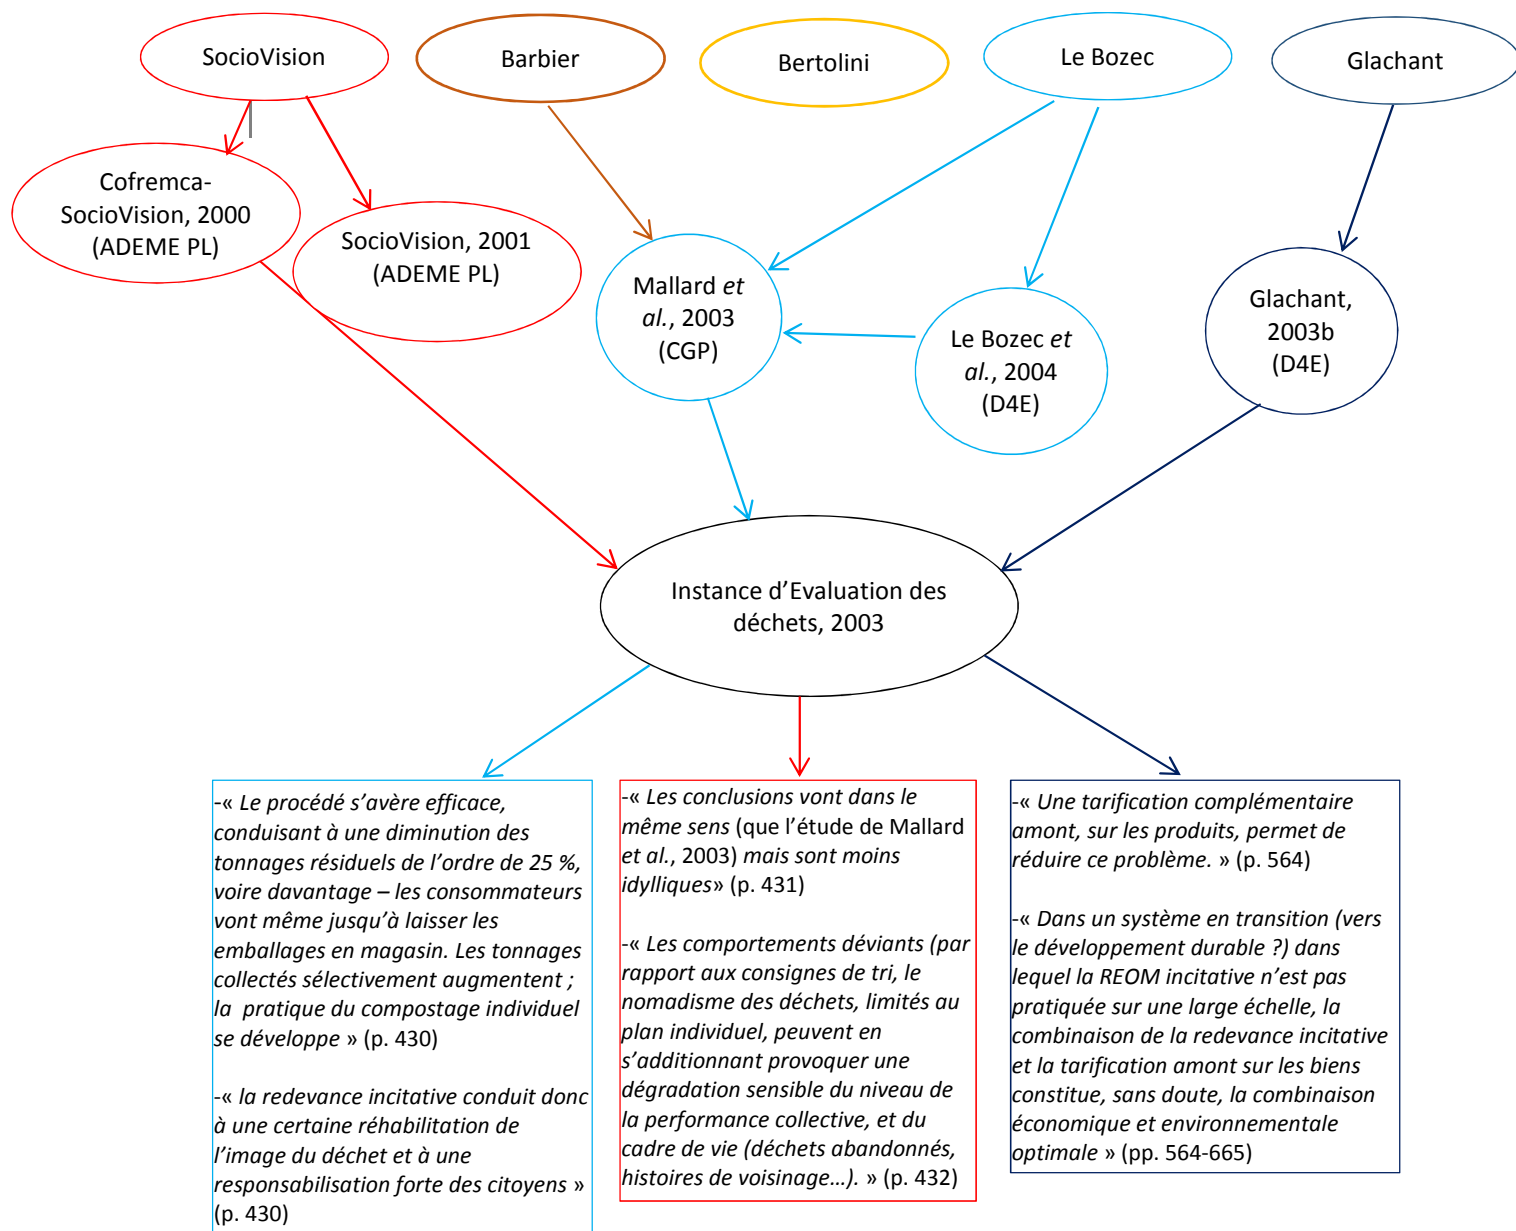 SocioVision
Barbier
Bertolini
Le Bozec
Glachant
Cofremca-
SocioVision, 2000
(ADEME PL)
SocioVision, 2001
(ADEME PL)
Mallard et
al., 2003
(CGP)
Le Bozec et
al., 2004
(D4E)
Glachant,
2003b
(D4E)
Instance d’Evaluation des
déchets, 2003
-« Le procédé s’avère efficace,
conduisant à une diminution des
tonnages résiduels de l’ordre de 25 %,
voire davantage – les consommateurs
vont même jusqu’à laisser les
emballages en magasin. Les tonnages
collectés sélectivement augmentent ;
la pratique du compostage individuel
se développe » (p. 430)
-« la redevance incitative conduit donc
à une certaine réhabilitation de
l’image du déchet et à une
responsabilisation forte des citoyens »
(p. 430)
-« Les conclusions vont dans le
même sens (que l’étude de Mallard
et al., 2003) mais sont moins
idylliques» (p. 431)
-« Les comportements déviants (par
rapport aux consignes de tri, le
nomadisme des déchets, limités au
plan individuel, peuvent en
s’additionnant provoquer une
dégradation sensible du niveau de
la performance collective, et du
cadre de vie (déchets abandonnés,
histoires de voisinage…). » (p. 432)
-« Une tarification complémentaire
amont, sur les produits, permet de
réduire ce problème. » (p. 564)
-« Dans un système en transition (vers
le développement durable ?) dans
lequel la REOM incitative n’est pas
pratiquée sur une large échelle, la
combinaison de la redevance incitative
et la tarification amont sur les biens
constitue, sans doute, la combinaison
économique et environnementale
optimale » (pp. 564-665)